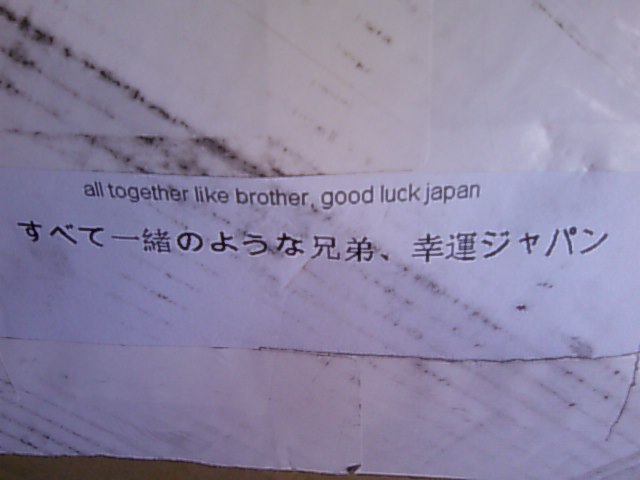 all together like brother, good luck japan
すべて一緒のような兄弟、幸運ジャパン